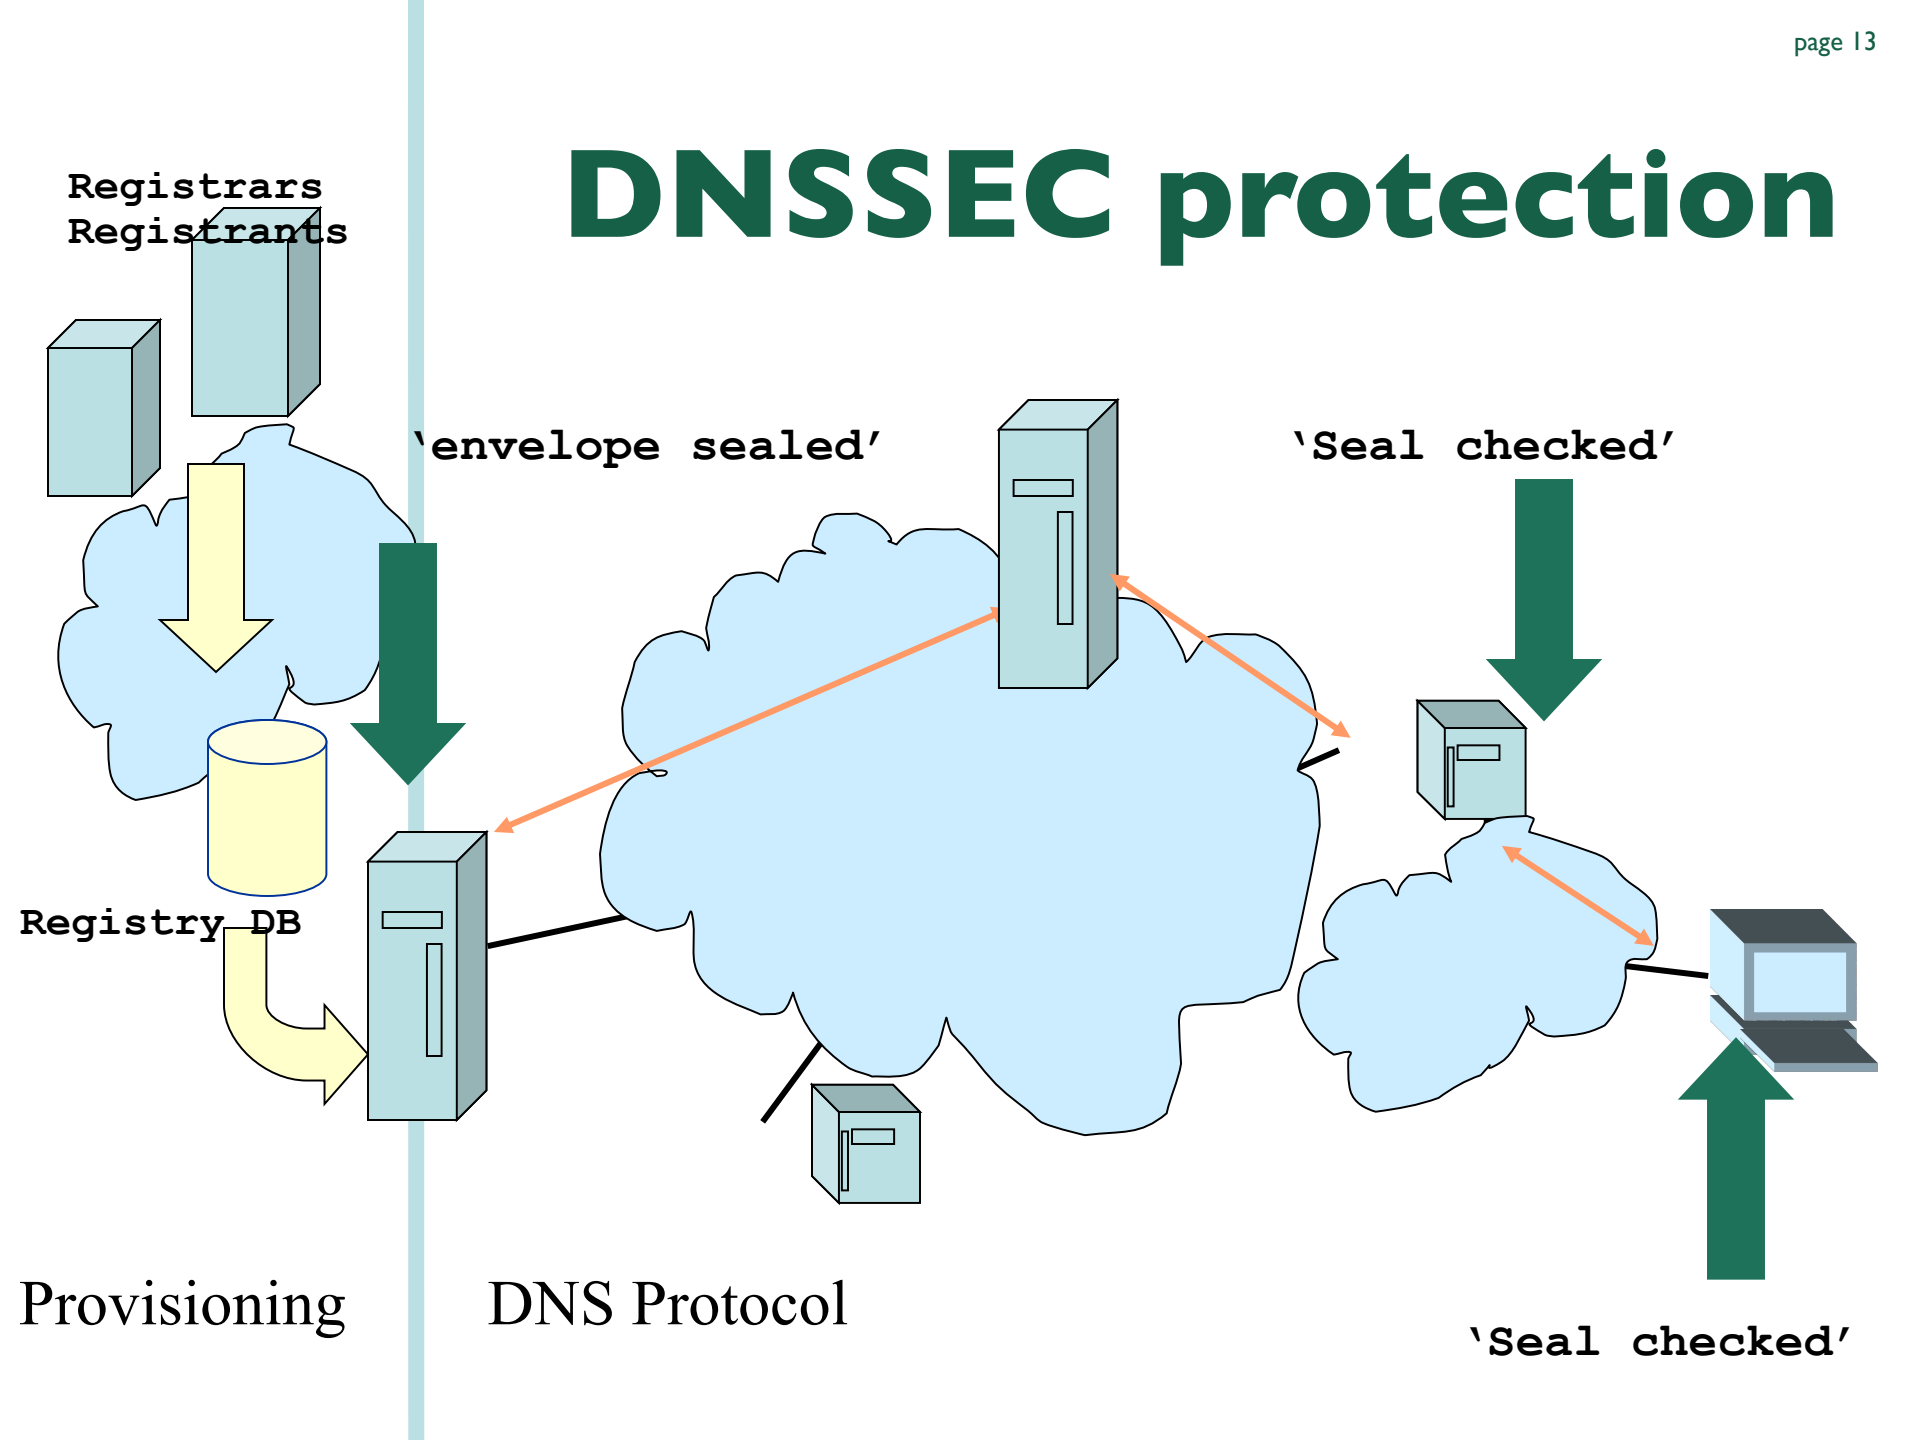 page 13
DNSSEC protection
Registrars
Registrants
‘envelope sealed’
‘Seal checked’
Registry DB
Provisioning
DNS Protocol
‘Seal checked’